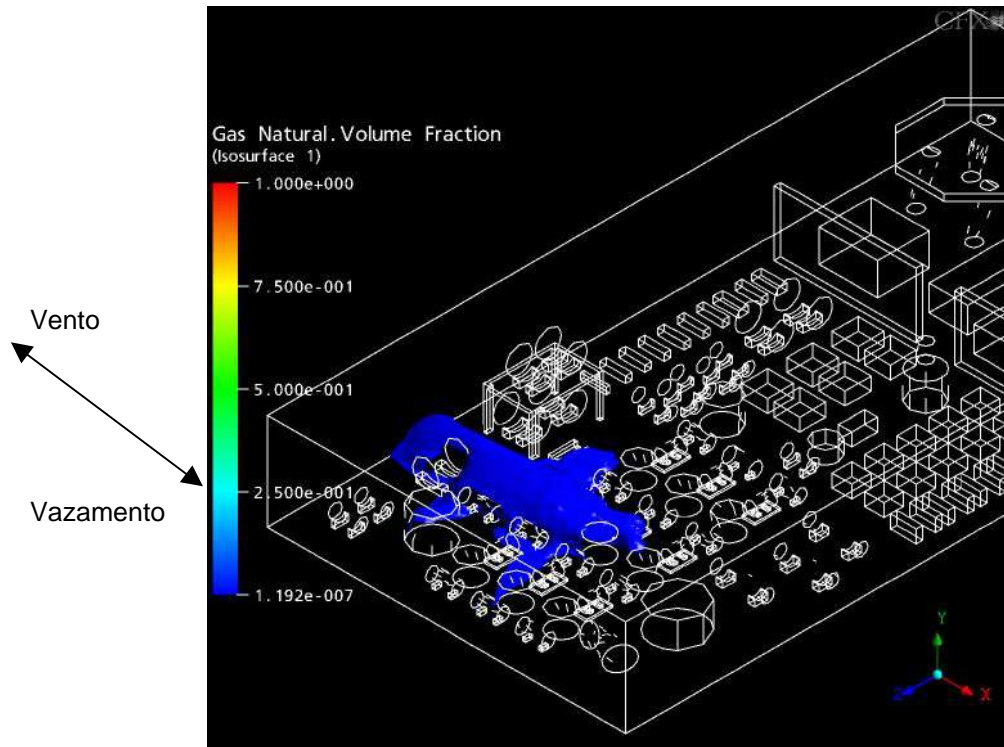 CFX
Gas Natural.Volume Fraction
(Isosurface 1)
1.000e+000
7.500e-001
5.000e-001
2.500e-001
1.192e-007
Vento
Vazamento
Y
Z
X